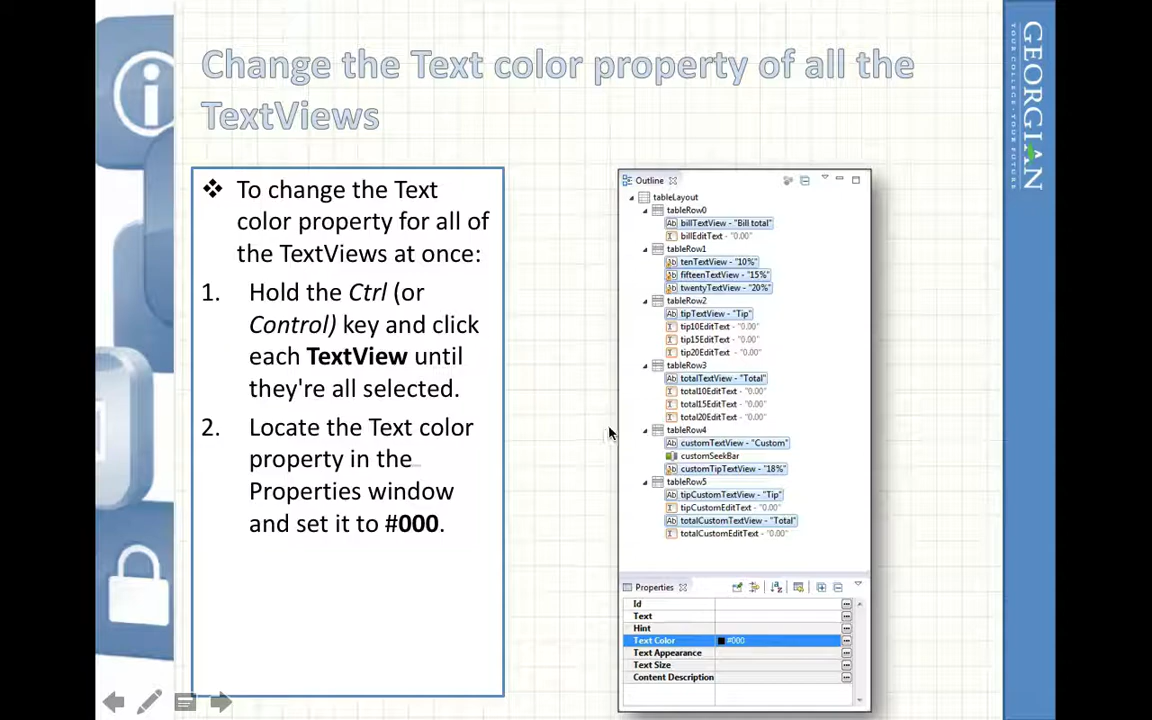 Change the Text color property of all the
TextViews
❖ To change the Text
color property for all of
the TextViews at once:
1. Hold the Ctrl (or
Control) key and click
each TextView until
they're all selected.
2. Locate the Text color
property in the
Properties window
and set it to #000.
Outline
tableLayout
tableRow0
billTextView - "Bill total"
billEditText - "0.00"
tableRow1
tenTextView - "10%"
fifteenTextView - "15%"
twentyTextView - "20%"
tableRow2
tipTextView - "Tip"
tip10EditText - "0.00"
tip15EditText - "0.00"
tip20EditText - "0.00"
tableRow3
totalTextView - "Total"
total10EditText - "0.00"
total15EditText - "0.00"
total20EditText - "0.00"
tableRow4
customTextView - "Custom"
customSeekBar
customTipTextView - "18%"
tableRow5
tipCustomTextView - "Tip"
tipCustomEditText - "0.00"
totalCustomTextView - "Total"
totalCustomEditText - "0.00"
Properties
Id
Text
Hint
Text Color #000
Text Appearance
Text Size
Content Description
GEORGIAN
YOUR COLLEGE · YOUR FUTURE